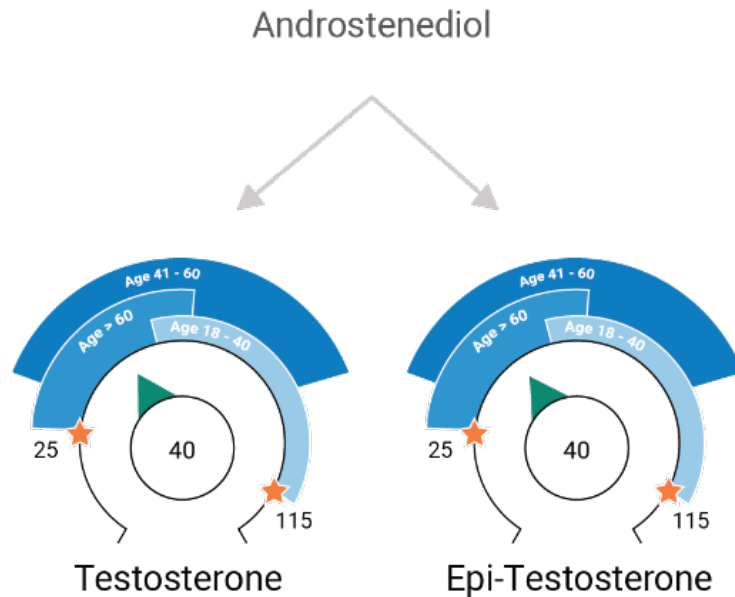 Androstenediol
Age 41 - 60
Age > 60
Age 18 - 40
25
40
115
Testosterone
Age 41 - 60
Age > 60
Age 18 - 40
25
40
115
Epi-Testosterone